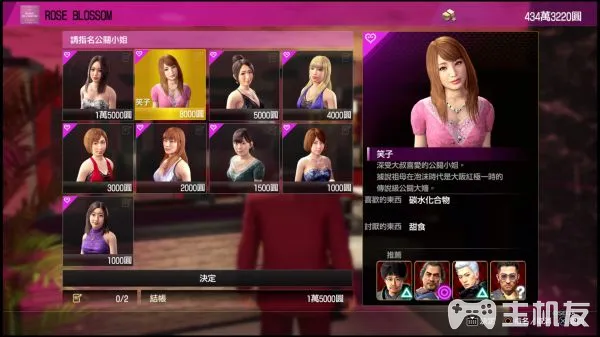 ROSE BLOSSOM
434萬3220圓
請指名公關小姐
1萬5000圓
笑子
8000圓
5000圓
4000圓
3000圓
2000圓
1500圓
1000圓
1000圓
決定
0/2
結帳
1萬5000圓
笑子
深受大叔喜愛的公關小姐。
據說祖母在泡沫時代是大阪紅極一時的
傳說級公關大嬸。
喜歡的東西 碳水化合物
討厭的東西 甜食
推薦
?
主机友